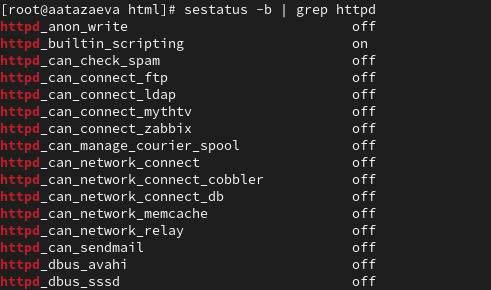 [root@aatazaeva html]# sestatus -b | grep httpd
httpd_anon_write                            off
httpd_builtin_scripting                     on
httpd_can_check_spam                        off
httpd_can_connect_ftp                       off
httpd_can_connect_ldap                      off
httpd_can_connect_mythtv                    off
httpd_can_connect_zabbix                    off
httpd_can_manage_courier_spool              off
httpd_can_network_connect                   off
httpd_can_network_connect_cobbler           off
httpd_can_network_connect_db                off
httpd_can_network_memcache                  off
httpd_can_network_relay                     off
httpd_can_sendmail                          off
httpd_dbus_avahi                            off
httpd_dbus_sssd                             off